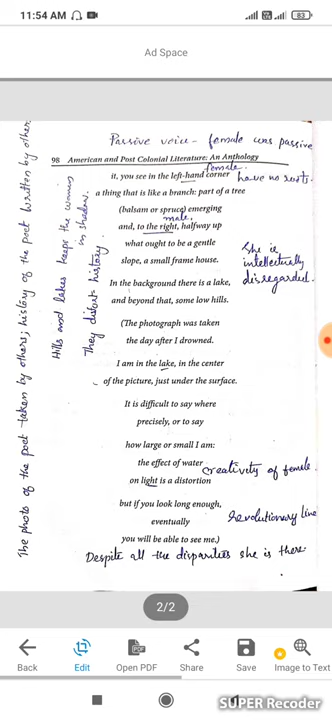 11:54 AM
83
Ad Space
Passive voice - female was passive
98 American and Post Colonial Literature: An Anthology
female
it, you see in the left-hand corner
have no roots
a thing that is like a branch: part of a tree
(balsam or spruce) emerging
male
and, to the right, halfway up
what ought to be a gentle
slope, a small frame house.
She is
intellectually
disregarded.
In the background there is a lake,
and beyond that, some low hills.
(The photograph was taken
the day after I drowned.
I am in the lake, in the center
of the picture, just under the surface.
It is difficult to say where
precisely, or to say
how large or small I am:
the effect of water
creativity of female.
on light is a distortion
but if you look long enough,
revolutionary line
eventually
you will be able to see me.)
Despite all the disparities she is there.
The photo of the poet taken by others; history of the poet written by others
Hills and lakes keeps the women
in shadow.
They distort history
2/2
Back
Edit
PDF
Open PDF
Share
Save
Image to Text
SUPER Recorder